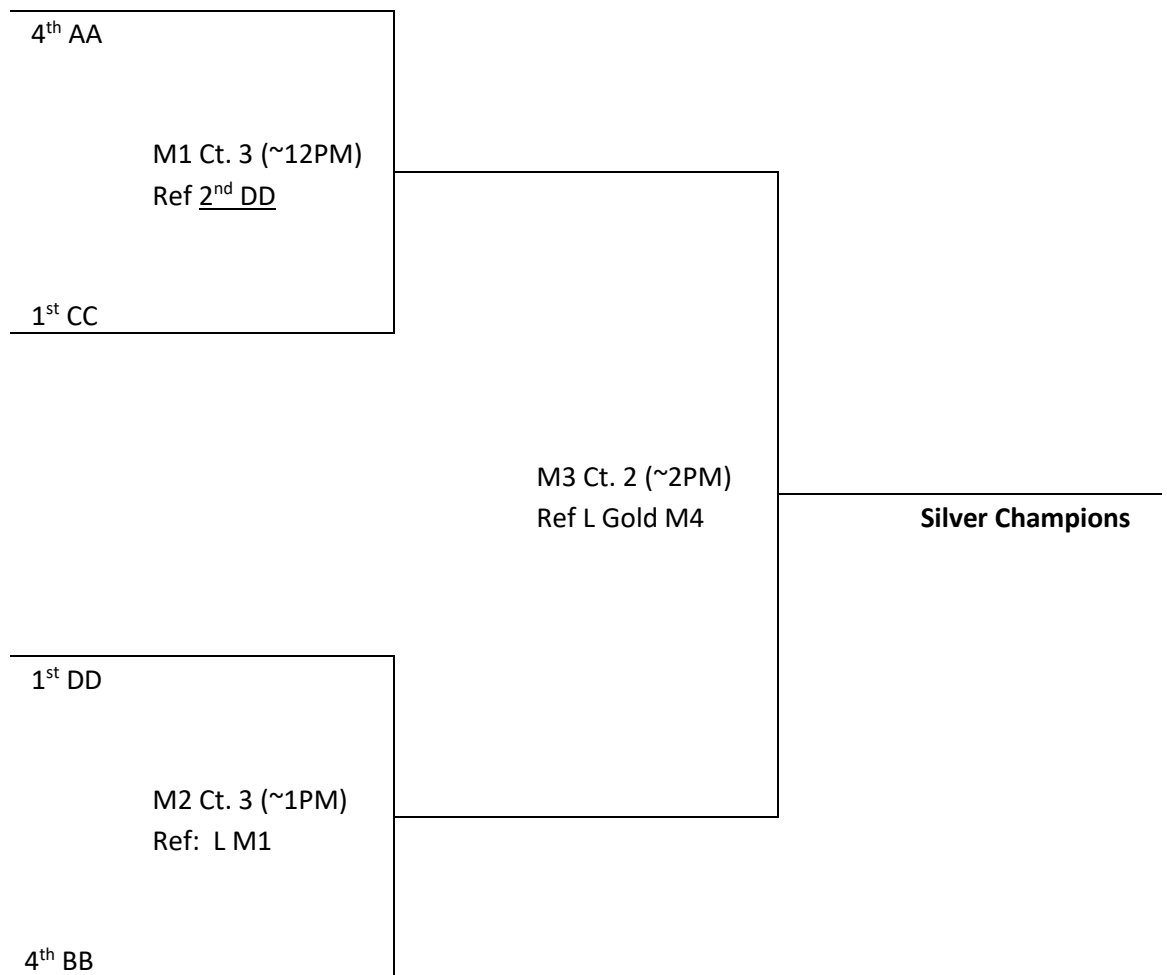 4th AA
M1 Ct. 3 (~12PM)
Ref 2nd DD
1st CC
M3 Ct. 2 (~2PM)
Ref L Gold M4
Silver Champions
1st DD
M2 Ct. 3 (~1PM)
Ref:  L M1
4th BB